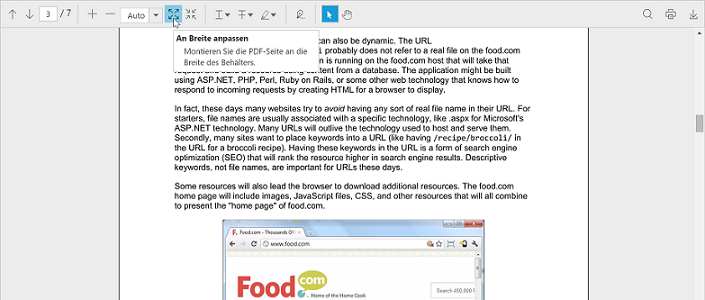 3 / 7 Auto
An Breite anpassen
Montieren Sie die PDF-Seite an die
Breite des Behälters.
can also be dynamic. The URL
probably does not refer to a real file on the food.com
n is running on the food.com host that will take that
content from a database. The application might be built
using ASP.NET, PHP, Perl, Ruby on Rails, or some other web technology that knows how to
respond to incoming requests by creating HTML for a browser to display.
In fact, these days many websites try to avoid having any sort of real file name in their URL. For
starters, file names are usually associated with a specific technology, like .aspx for Microsoft's
ASP.NET technology. Many URLs will outlive the technology used to host and serve them.
Secondly, many sites want to place keywords into a URL (like having /recipe/broccoli/ in
the URL for a broccoli recipe). Having these keywords in the URL is a form of search engine
optimization (SEO) that will rank the resource higher in search engine results. Descriptive
keywords, not file names, are important for URLs these days.
Some resources will also lead the browser to download additional resources. The food.com
home page will include images, JavaScript files, CSS, and other resources that will all combine
to present the "home page" of food.com.
Food.com - Thousands Of
www.food.com
Food.com
Home of the Home Cook
Search 450,000